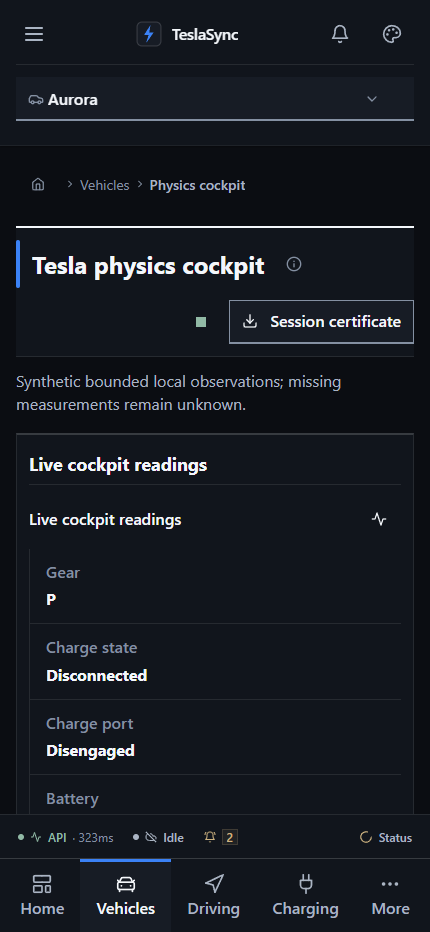 TeslaSync
Aurora
Vehicles
Physics cockpit
Tesla physics cockpit
Session certificate
Synthetic bounded local observations; missing
measurements remain unknown.
Live cockpit readings
Live cockpit readings
Gear
P
Charge state
Disconnected
Charge port
Disengaged
Battery
API · 323ms
Idle
2
Status
Home
Vehicles
Driving
Charging
More